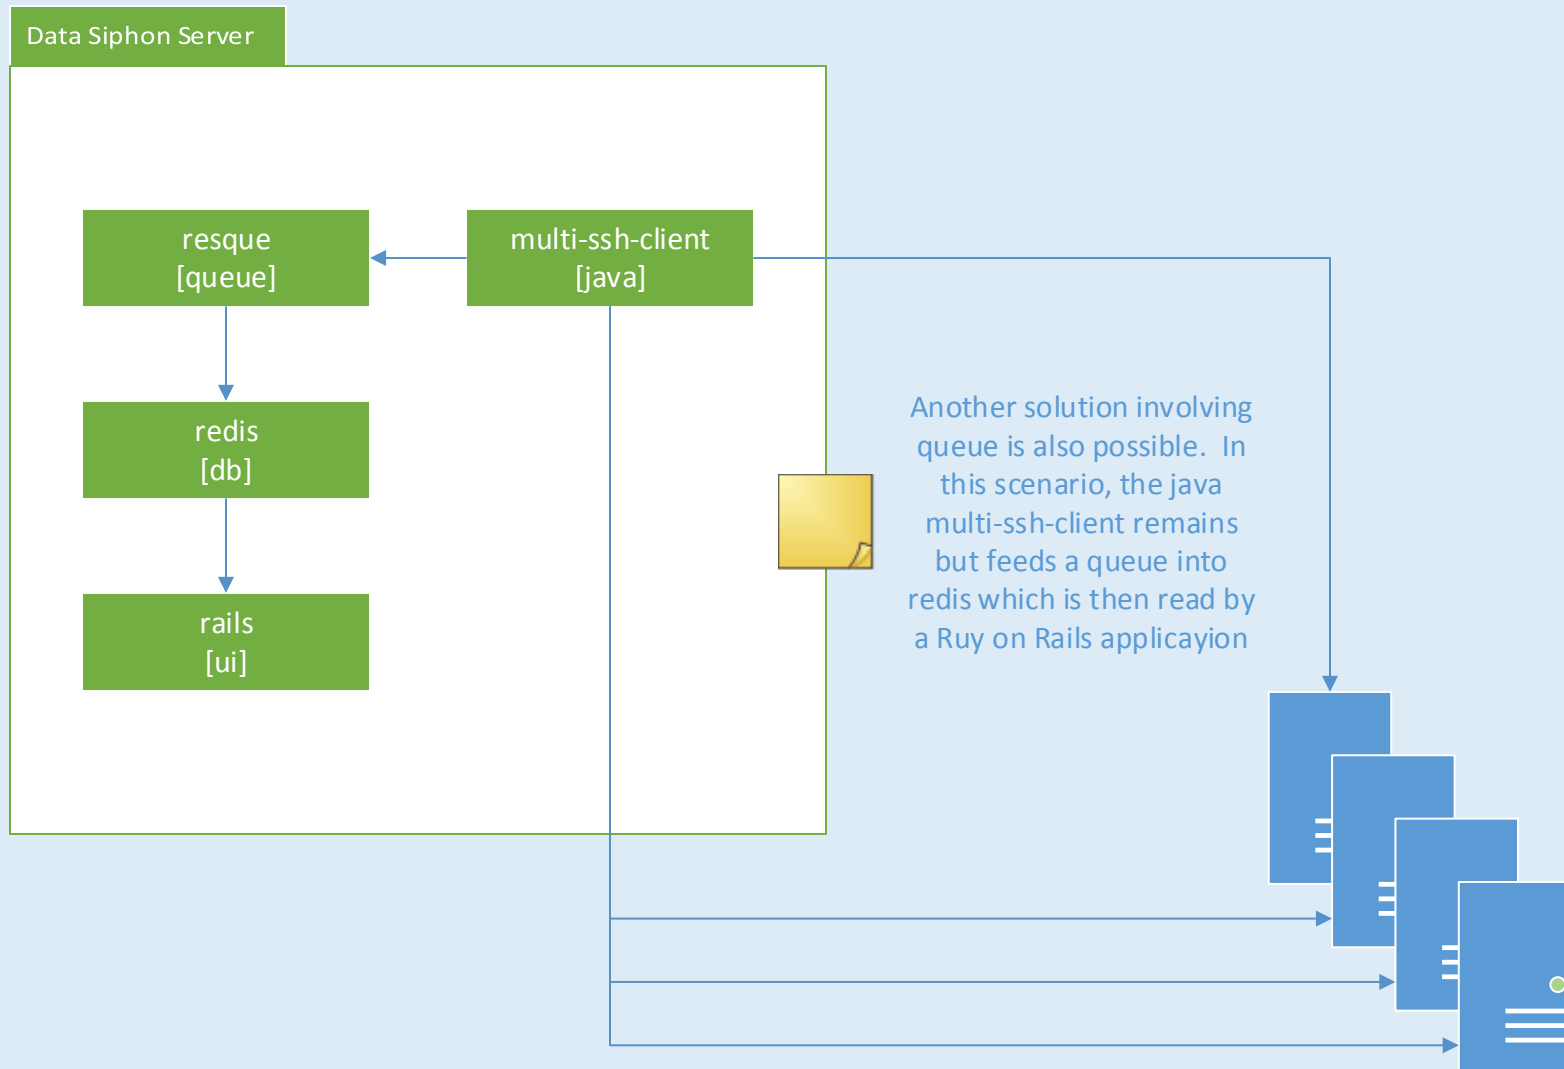 Data Siphon Server
resque
[queue]
multi-ssh-client
[java]
redis
[db]
rails
[ui]
Another solution involving
queue is also possible.  In
this scenario, the java
multi-ssh-client remains
but feeds a queue into
redis which is then read by
a Ruy on Rails applicayion